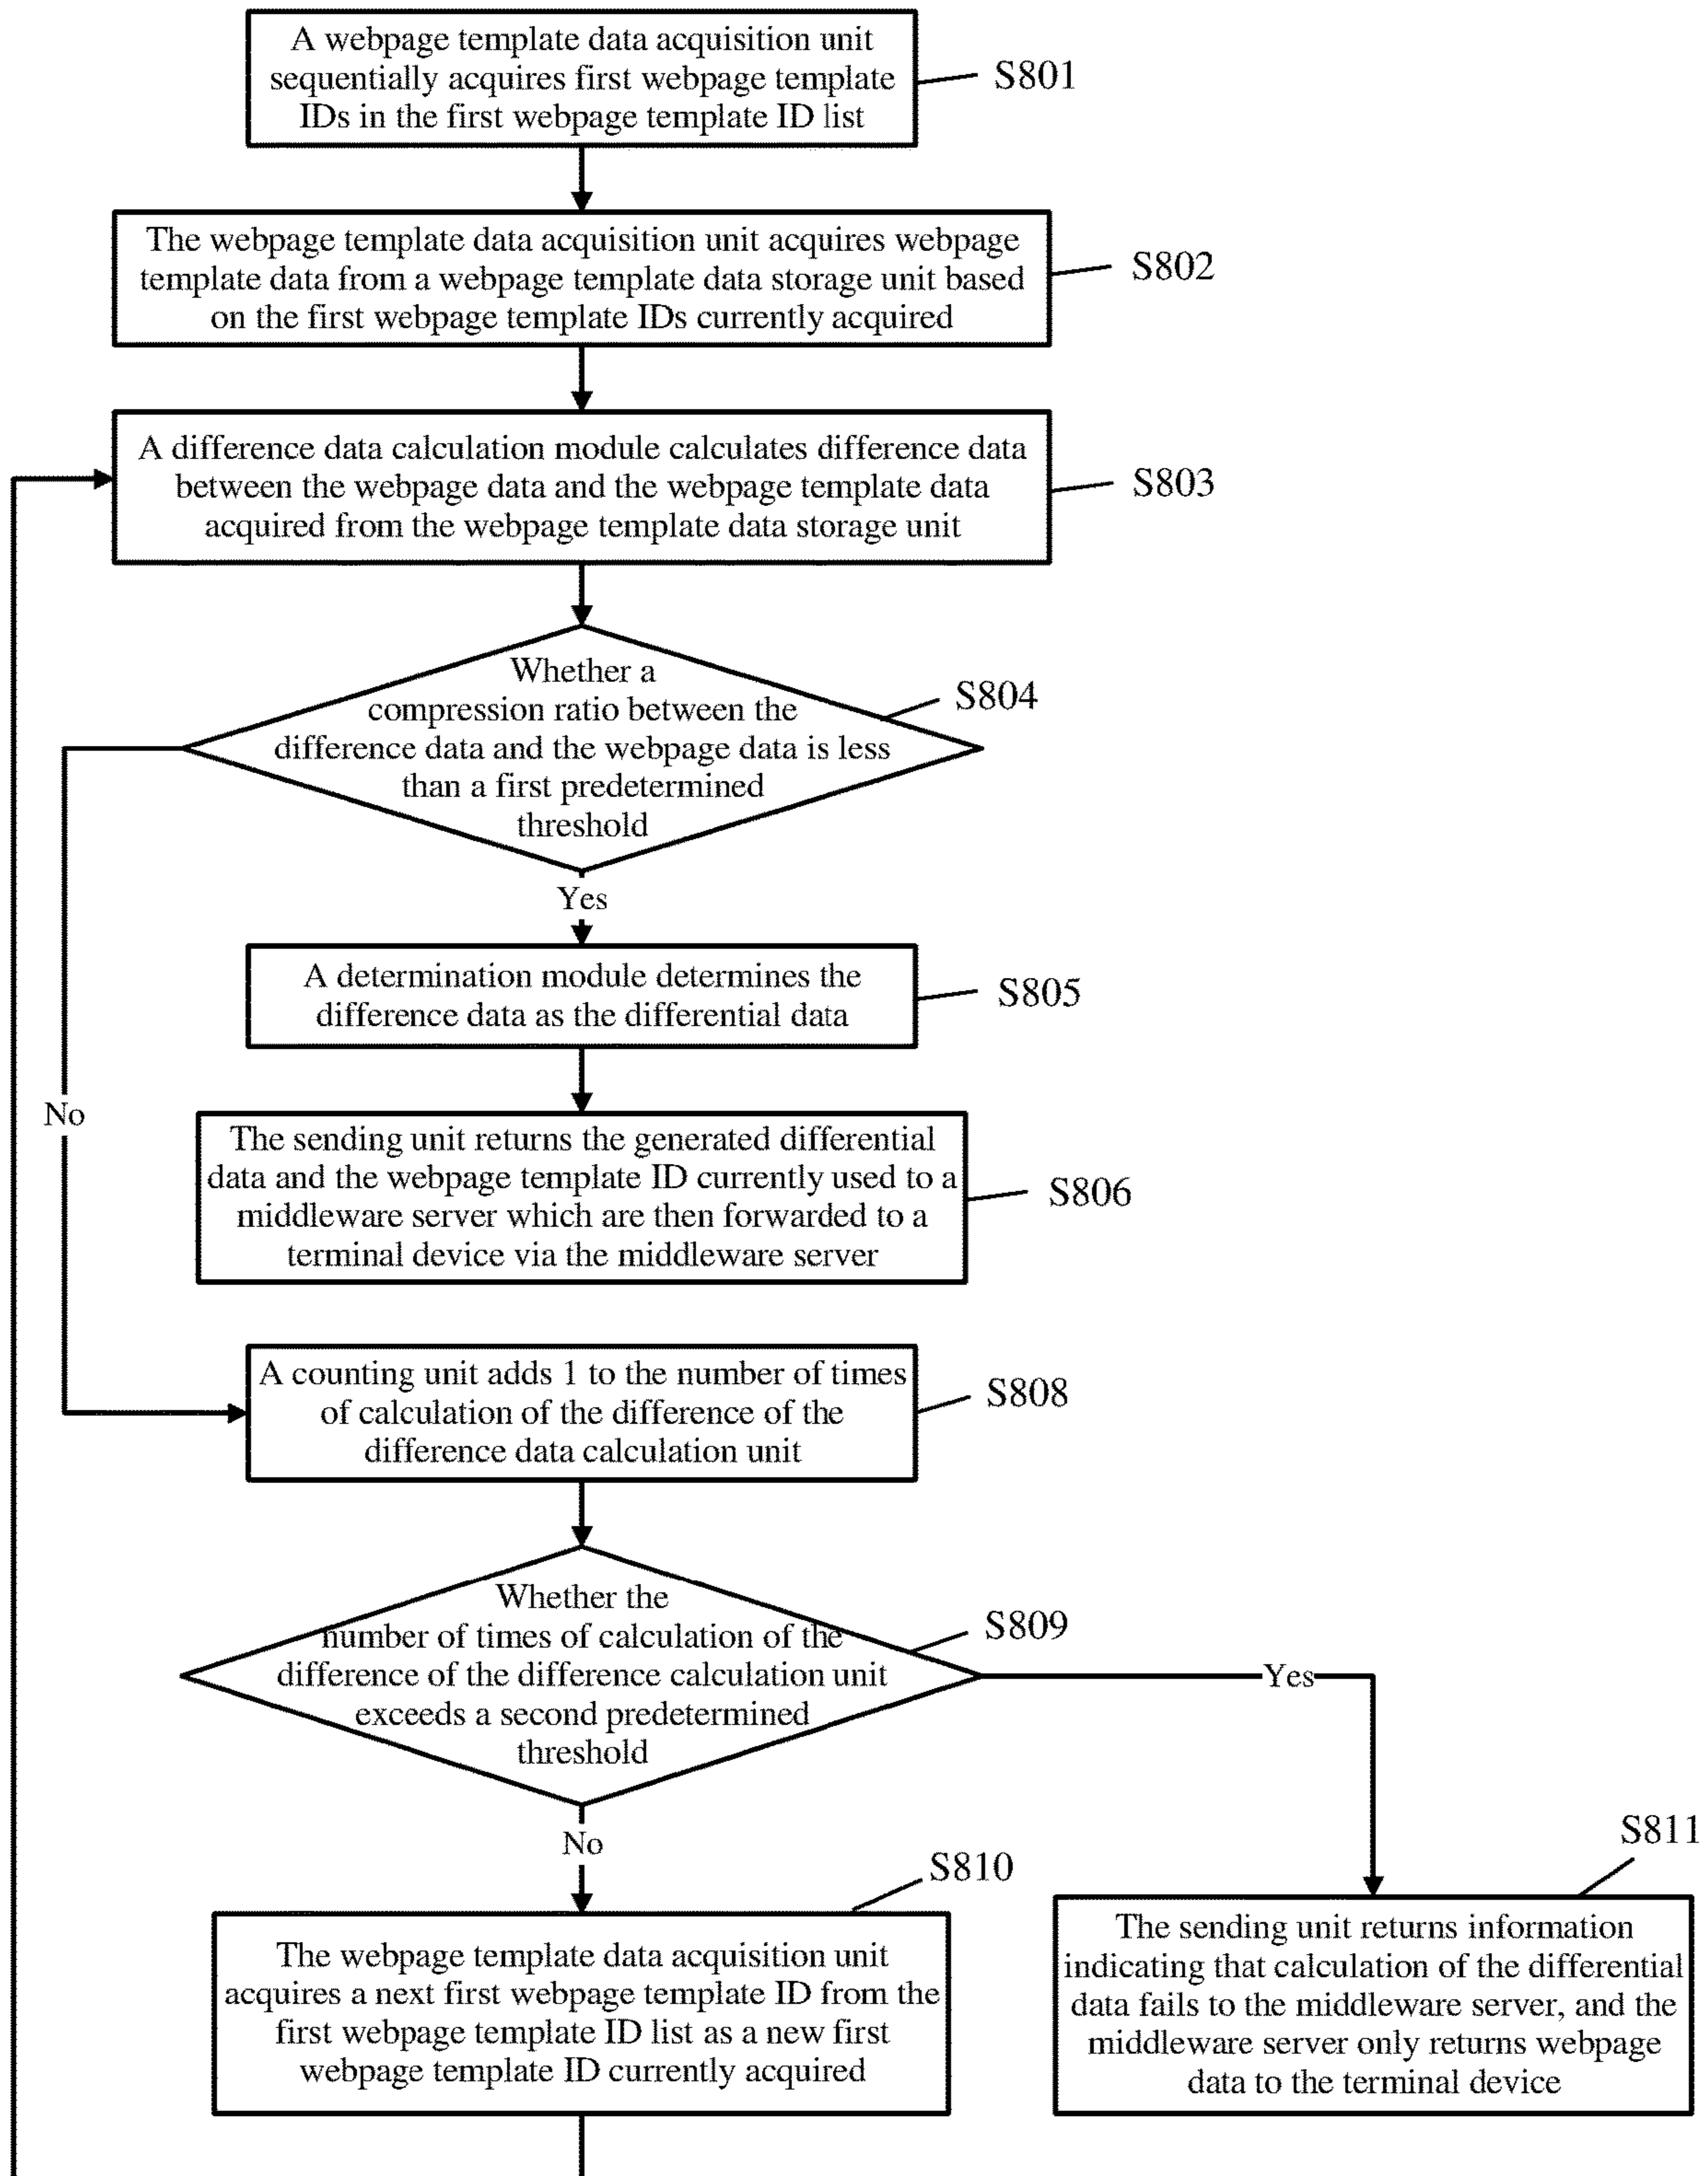 A webpage template data acquisition unit
sequentially acquires first webpage template
IDs in the first webpage template ID list
S801
The webpage template data acquisition unit acquires webpage
template data from a webpage template data storage unit based
on the first webpage template IDs currently acquired
S802
A difference data calculation module calculates difference data
between the webpage data and the webpage template data
acquired from the webpage template data storage unit
S803
Whether a
compression ratio between the
difference data and the webpage data is less
than a first predetermined
threshold
S804
Yes
A determination module determines the
difference data as the differential data
S805
No
The sending unit returns the generated differential
data and the webpage template ID currently used to a
middleware server which are then forwarded to a
terminal device via the middleware server
S806
A counting unit adds 1 to the number of times
of calculation of the difference of the
difference data calculation unit
S808
Whether the
number of times of calculation of the
difference of the difference calculation unit
exceeds a second predetermined
threshold
S809
Yes
No
S810
The webpage template data acquisition unit
acquires a next first webpage template ID from the
first webpage template ID list as a new first
webpage template ID currently acquired
S811
The sending unit returns information
indicating that calculation of the differential
data fails to the middleware server, and the
middleware server only returns webpage
data to the terminal device